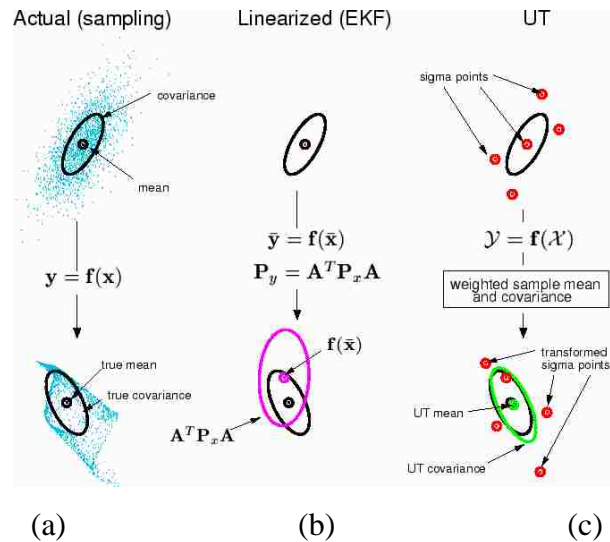 Actual (sampling)
Linearized (EKF)
UT
covariance
mean
sigma points
y = f(x)
ȳ = f(x̄)
P_y = A^T P_x A
𝒴 = f(𝒳)
weighted sample mean
and covariance
true mean
true covariance
f(x̄)
A^T P_x A
transformed
sigma points
UT mean
UT covariance
(a)
(b)
(c)